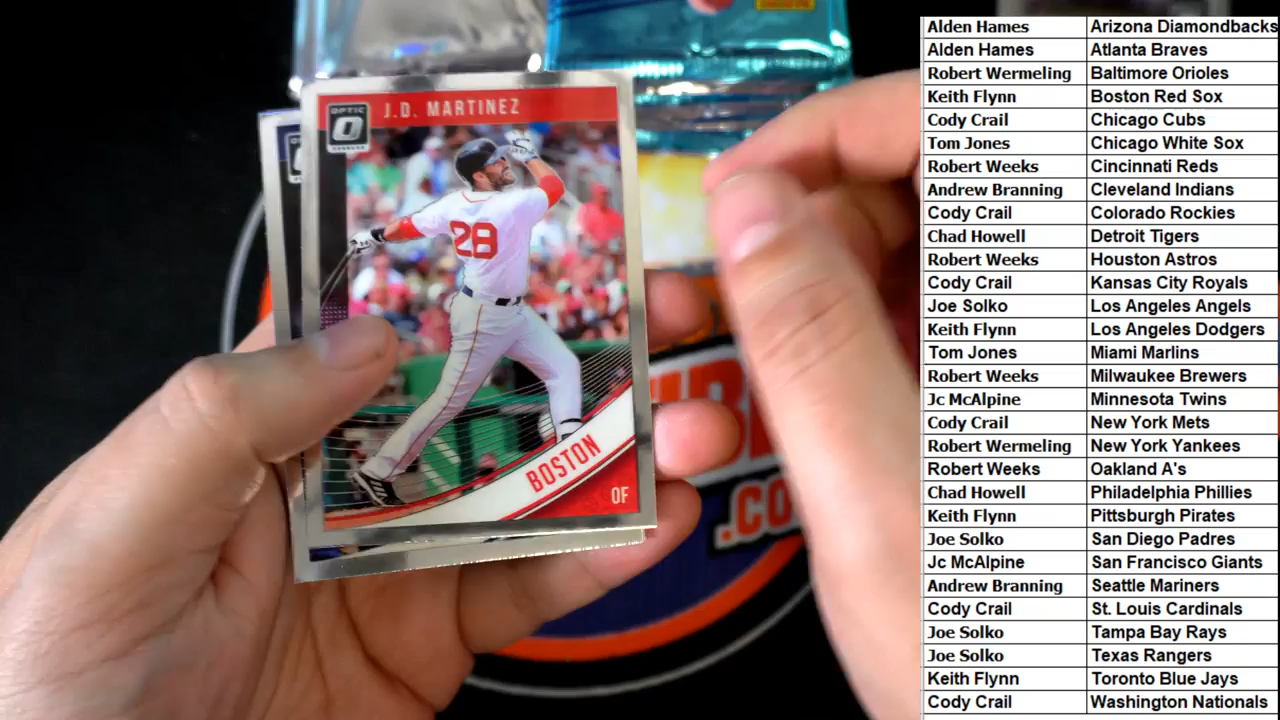 OPTIC
J.D. MARTINEZ
28
BOSTON
OF
.CO
Alden Hames Arizona Diamondbacks
Alden Hames Atlanta Braves
Robert Wermeling Baltimore Orioles
Keith Flynn Boston Red Sox
Cody Crail Chicago Cubs
Tom Jones Chicago White Sox
Robert Weeks Cincinnati Reds
Andrew Branning Cleveland Indians
Cody Crail Colorado Rockies
Chad Howell Detroit Tigers
Robert Weeks Houston Astros
Cody Crail Kansas City Royals
Joe Solko Los Angeles Angels
Keith Flynn Los Angeles Dodgers
Tom Jones Miami Marlins
Robert Weeks Milwaukee Brewers
Jc McAlpine Minnesota Twins
Cody Crail New York Mets
Robert Wermeling New York Yankees
Robert Weeks Oakland A's
Chad Howell Philadelphia Phillies
Keith Flynn Pittsburgh Pirates
Joe Solko San Diego Padres
Jc McAlpine San Francisco Giants
Andrew Branning Seattle Mariners
Cody Crail St. Louis Cardinals
Joe Solko Tampa Bay Rays
Joe Solko Texas Rangers
Keith Flynn Toronto Blue Jays
Cody Crail Washington Nationals